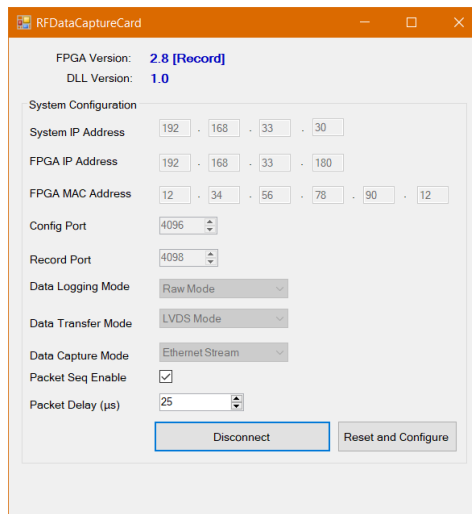 RFDataCaptureCard
FPGA Version: 2.8 [Record]
DLL Version: 1.0
System Configuration
System IP Address 192 . 168 . 33 . 30
FPGA IP Address 192 . 168 . 33 . 180
FPGA MAC Address 12 . 34 . 56 . 78 . 90 . 12
Config Port 4096
Record Port 4098
Data Logging Mode Raw Mode
Data Transfer Mode LVDS Mode
Data Capture Mode Ethernet Stream
Packet Seq Enable
Packet Delay (µs) 25
Disconnect Reset and Configure